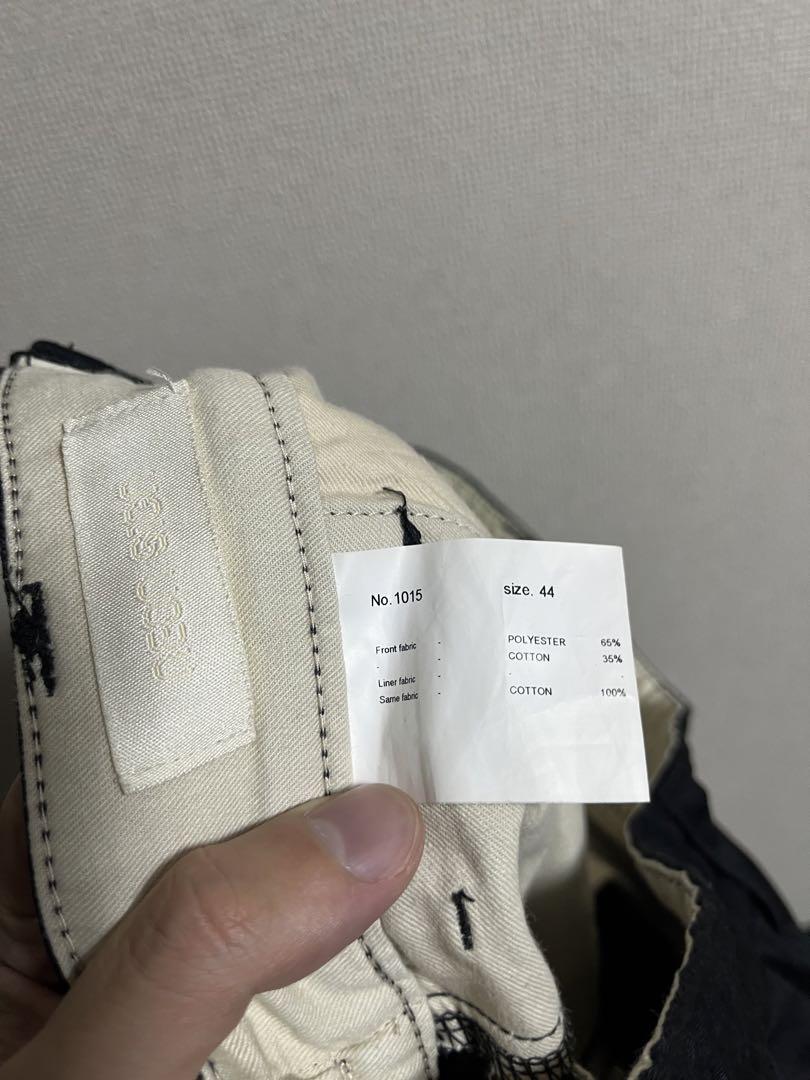 No. 1015
size. 44
Front fabric - POLYESTER 65%
- - COTTON 35%
Liner fabric - - -
Same fabric - COTTON 100%